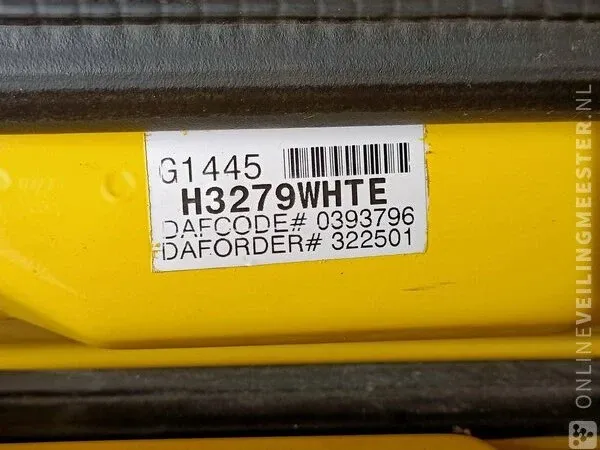 G1445
H3279WHTE
DAFCODE# 0393796
DAFORDER# 322501
ONLINEVEILINGMEESTER.NL